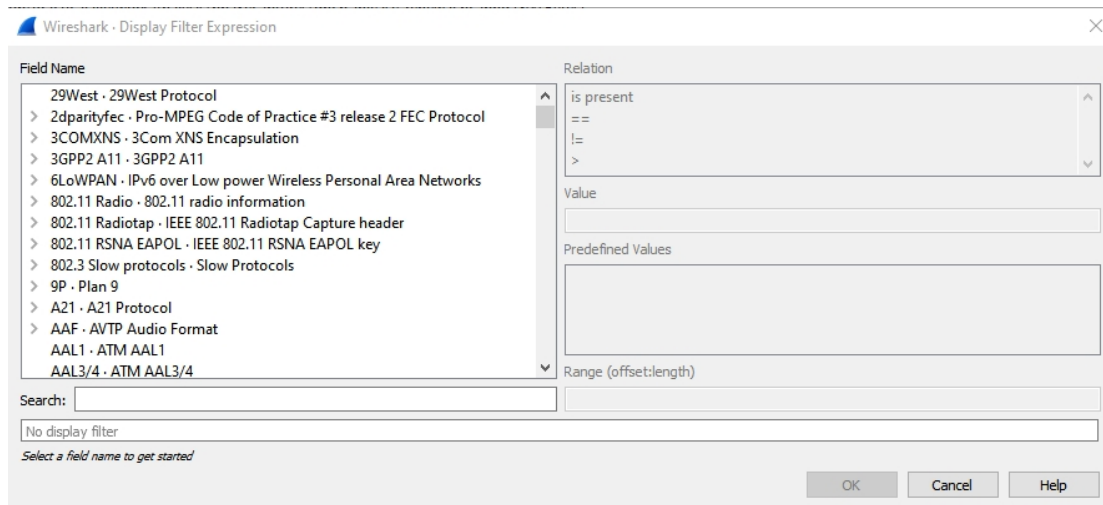 Wireshark · Display Filter Expression
Field Name
29West · 29West Protocol
2dparityfec · Pro-MPEG Code of Practice #3 release 2 FEC Protocol
3COMXNS · 3Com XNS Encapsulation
3GPP2 A11 · 3GPP2 A11
6LoWPAN · IPv6 over Low power Wireless Personal Area Networks
802.11 Radio · 802.11 radio information
802.11 Radiotap · IEEE 802.11 Radiotap Capture header
802.11 RSNA EAPOL · IEEE 802.11 RSNA EAPOL key
802.3 Slow protocols · Slow Protocols
9P · Plan 9
A21 · A21 Protocol
AAF · AVTP Audio Format
AAL1 · ATM AAL1
AAL3/4 · ATM AAL3/4
Search:
Relation
is present
==
!=
>
Value
Predefined Values
Range (offset:length)
No display filter
Select a field name to get started
OK
Cancel
Help